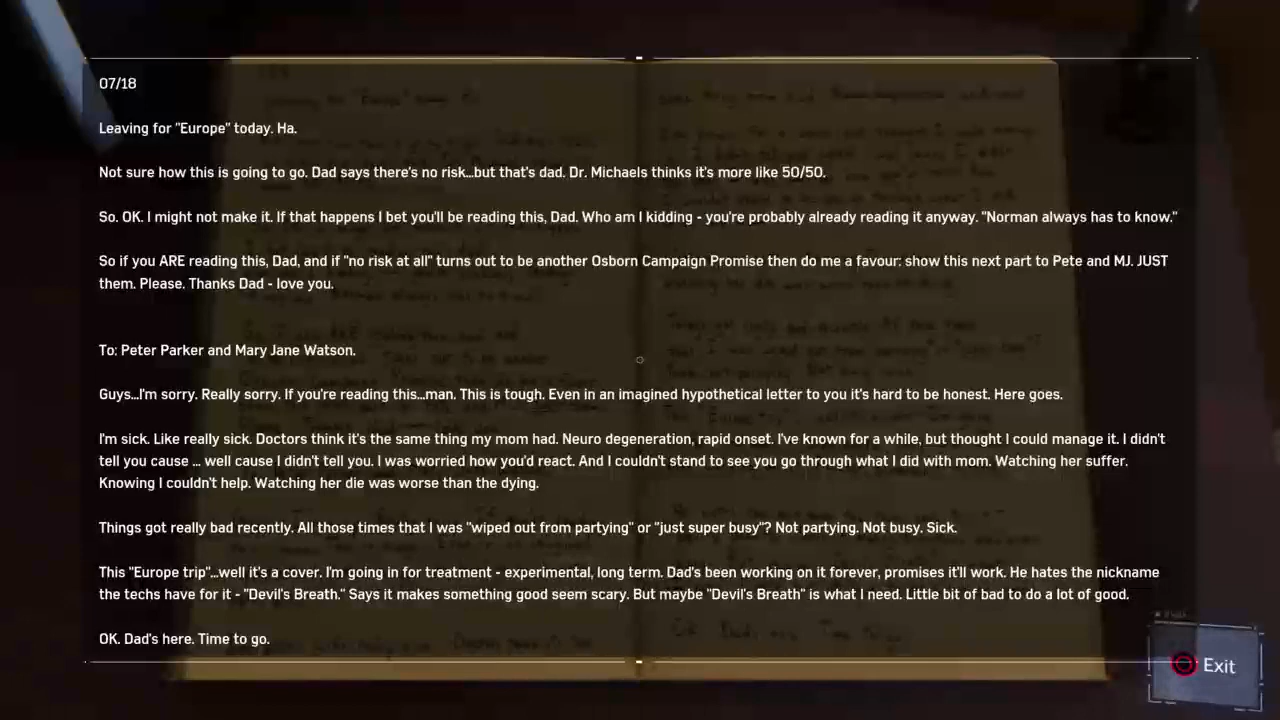 07/18
Leaving for "Europe" today. Ha.
Not sure how this is going to go. Dad says there's no risk...but that's dad. Dr. Michaels thinks it's more like 50/50.
So. OK. I might not make it. If that happens I bet you'll be reading this, Dad. Who am I kidding - you're probably already reading it anyway. "Norman always has to know."
So if you ARE reading this, Dad, and if "no risk at all" turns out to be another Osborn Campaign Promise then do me a favour: show this next part to Pete and MJ. JUST
them. Please. Thanks Dad - love you.
To: Peter Parker and Mary Jane Watson.
Guys...I'm sorry. Really sorry. If you're reading this...man. This is tough. Even in an imagined hypothetical letter to you it's hard to be honest. Here goes.
I'm sick. Like really sick. Doctors think it's the same thing my mom had. Neuro degeneration, rapid onset. I've known for a while, but thought I could manage it. I didn't
tell you cause ... well cause I didn't tell you. I was worried how you'd react. And I couldn't stand to see you go through what I did with mom. Watching her suffer.
Knowing I couldn't help. Watching her die was worse than the dying.
Things got really bad recently. All those times that I was "wiped out from partying" or "just super busy"? Not partying. Not busy. Sick.
This "Europe trip"...well it's a cover. I'm going in for treatment - experimental, long term. Dad's been working on it forever, promises it'll work. He hates the nickname
the techs have for it - "Devil's Breath." Says it makes something good seem scary. But maybe "Devil's Breath" is what I need. Little bit of bad to do a lot of good.
OK. Dad's here. Time to go.
Exit